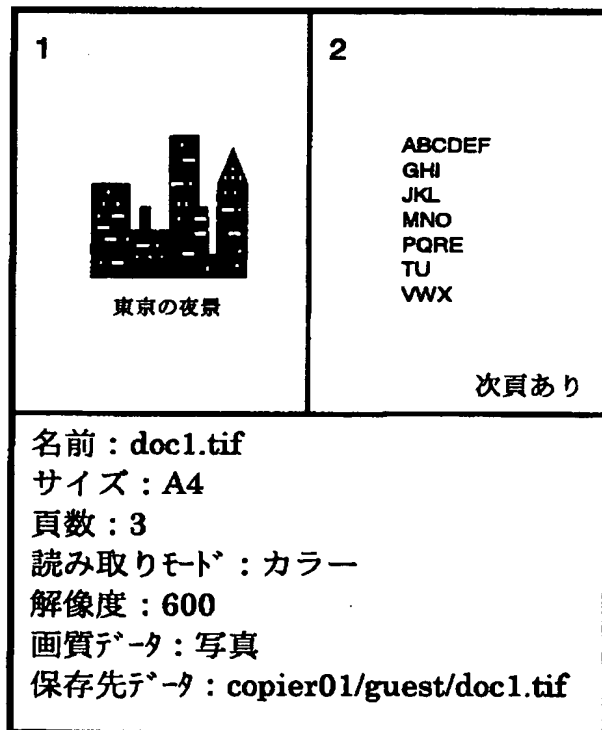 1
東京の夜景
2
ABCDEF
GHI
JKL
MNO
PQRE
TU
VWX
次頁あり
名前：doc1.tif
サイズ：A4
頁数：3
読み取りﾓｰﾄﾞ：カラー
解像度：600
画質ﾃﾞｰﾀ：写真
保存先ﾃﾞｰﾀ：copier01/guest/doc1.tif